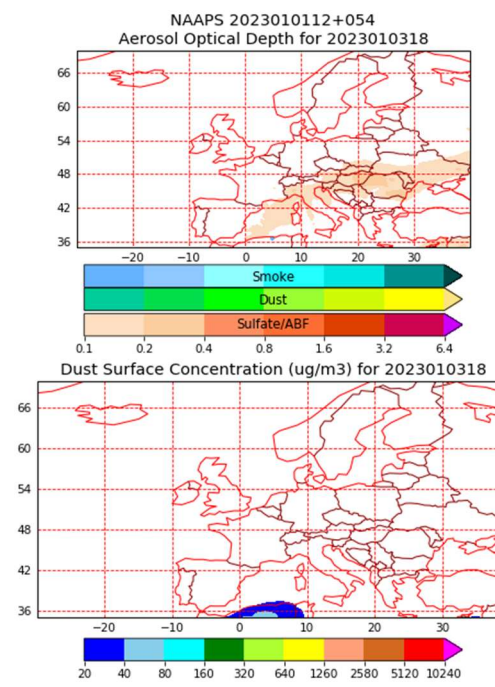 NAAPS 2023010112+054
Aerosol Optical Depth for 2023010318
66
60
54
48
42
36
−20 −10 0 10 20 30
Smoke
Dust
Sulfate/ABF
0.1 0.2 0.4 0.8 1.6 3.2 6.4
Dust Surface Concentration (ug/m3) for 2023010318
66
60
54
48
42
36
−20 −10 0 10 20 30
20 40 80 160 320 640 1260 2580 5120 10240